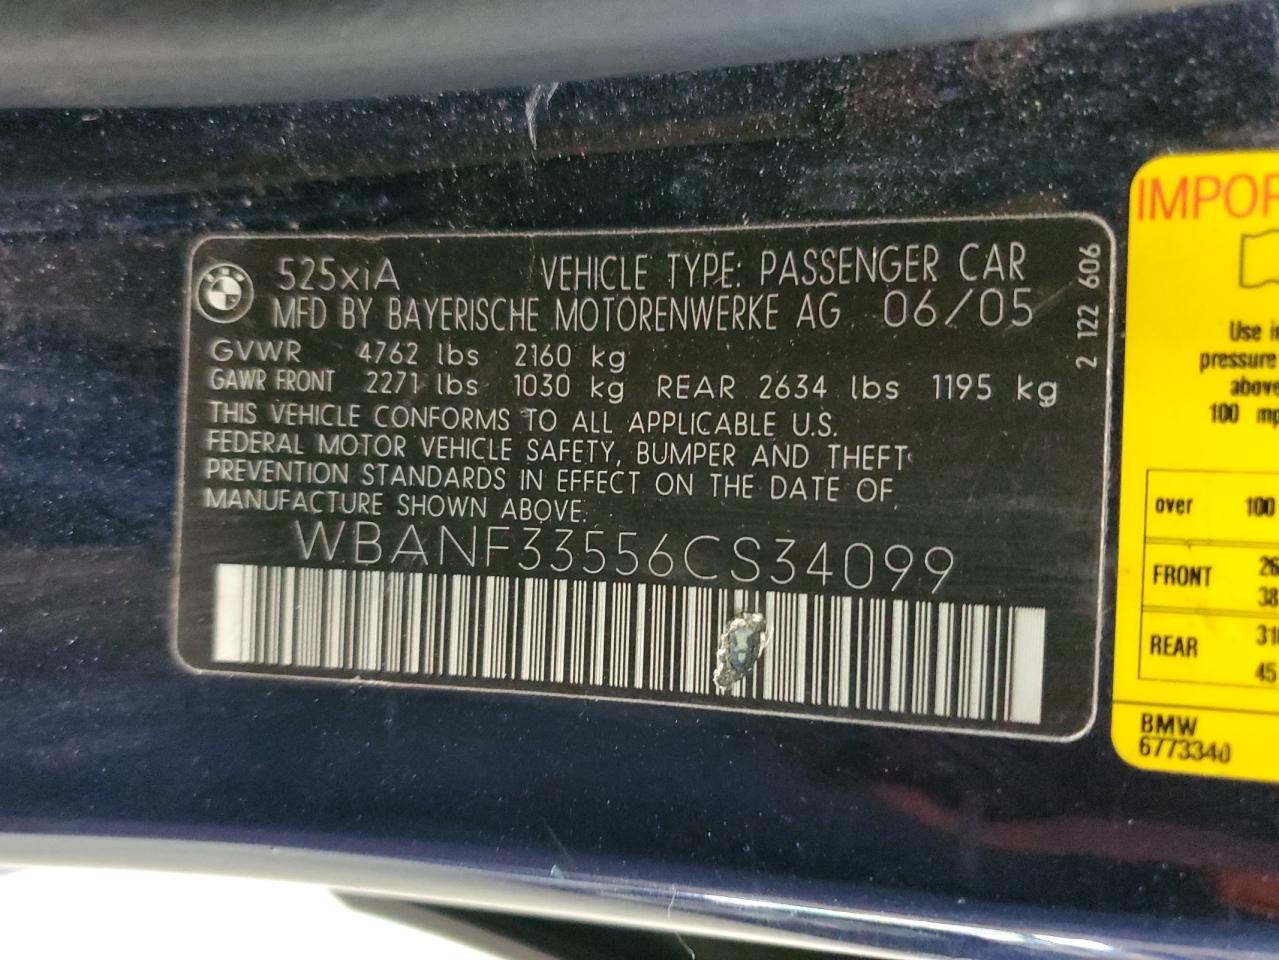 525xiA VEHICLE TYPE: PASSENGER CAR
MFD BY BAYERISCHE MOTORENWERKE AG 06/05
GVWR 4762 lbs 2160 kg
GAWR FRONT 2271 lbs 1030 kg REAR 2634 lbs 1195 kg
THIS VEHICLE CONFORMS TO ALL APPLICABLE U.S.
FEDERAL MOTOR VEHICLE SAFETY, BUMPER AND THEFT
PREVENTION STANDARDS IN EFFECT ON THE DATE OF
MANUFACTURE SHOWN ABOVE.
WBANF33556CS34099
2 122 606
Use
pressure
above
100
over 100
FRONT
REAR
BMW
6773340